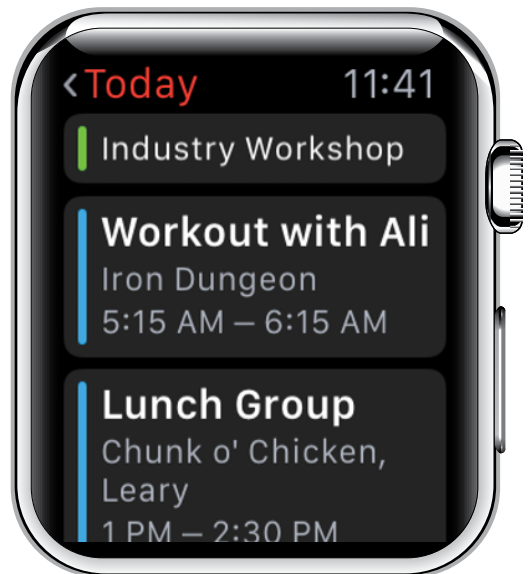 <Today 11:41
Industry Workshop
Workout with Ali
Iron Dungeon
5:15 AM – 6:15 AM
Lunch Group
Chunk o' Chicken,
Leary
1 PM – 2:30 PM